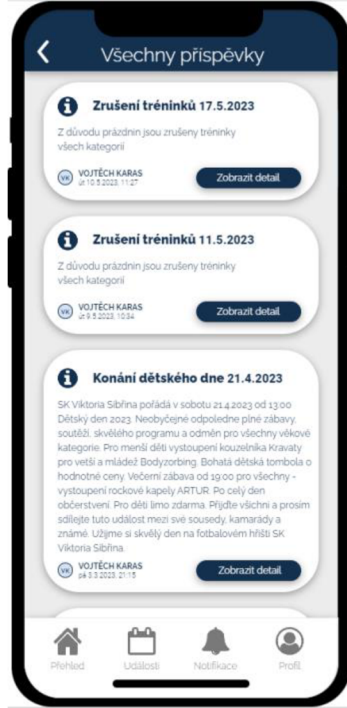 Všechny příspěvky
Zrušení tréninků 17.5.2023
Z důvodu prázdnin jsou zrušeny tréninky
všech kategorií
VK
VOJTĚCH KARAS
út 10.5.2023, 11:27
Zobrazit detail
Zrušení tréninků 11.5.2023
Z důvodu prázdnin jsou zrušeny tréninky
všech kategorií
VK
VOJTĚCH KARAS
út 9.5.2023, 10:34
Zobrazit detail
Konání dětského dne 21.4.2023
SK Viktoria Sibřina pořádá v sobotu 21.4.2023 od 13:00
Dětský den 2023. Neobyčejné odpoledne plné zábavy,
soutěží, skvělého programu a odměn pro všechny věkové
kategorie. Pro menší děti vystoupení kouzelníka Kravaty
pro vetší a mládež Bodyzorbing. Bohatá dětská tombola o
hodnotné ceny. Večerní zábava od 19:00 pro všechny -
vystoupení rockové kapely ARTUR. Po celý den
občerstvení. Pro děti limo zdarma. Přijďte všichni a prosím
sdílejte tuto událost mezi své sousedy, kamarády a
známé. Užijme si skvělý den na fotbalovém hřišti SK
Viktoria Sibřina.
VK
VOJTĚCH KARAS
pá 3.3.2023, 21:15
Zobrazit detail
Přehled
Události
Notifikace
Profil